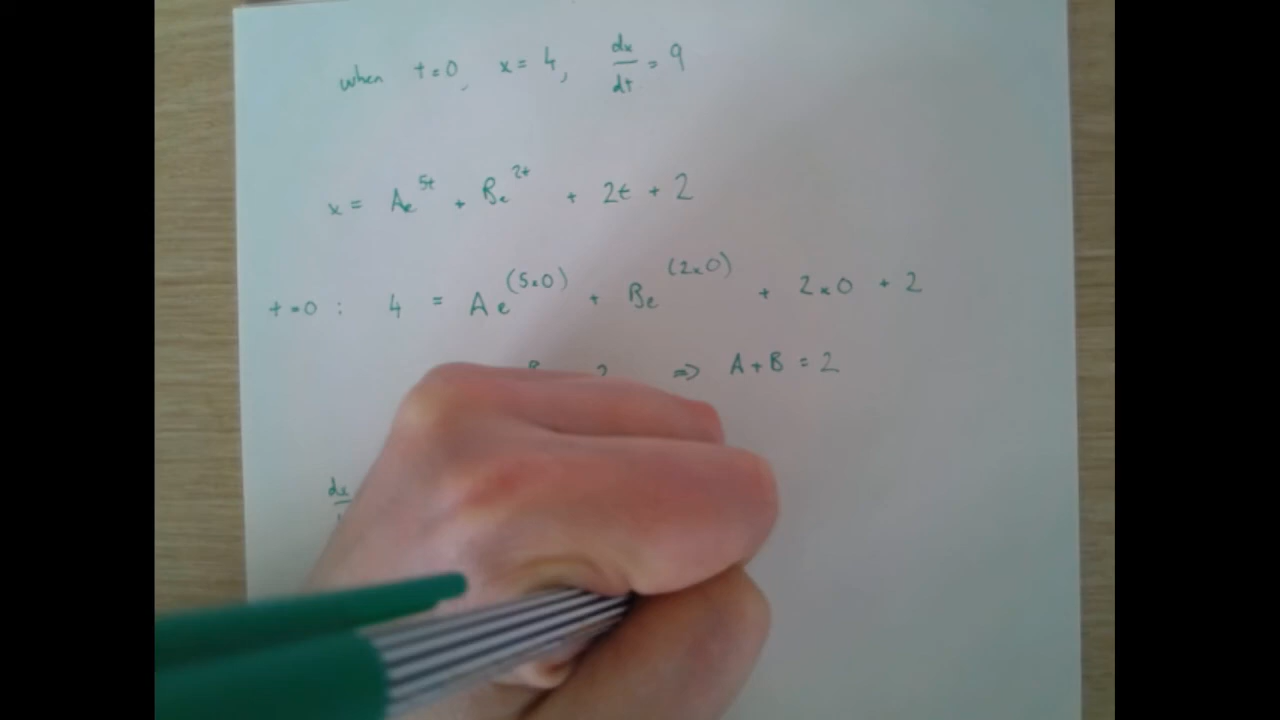 when t=0, x=4, dx/dt = 9
x = Ae^5t + Be^2t + 2t + 2
t=0 : 4 = Ae^(5×0) + Be^(2×0) + 2×0 + 2
=> A+B = 2
dx